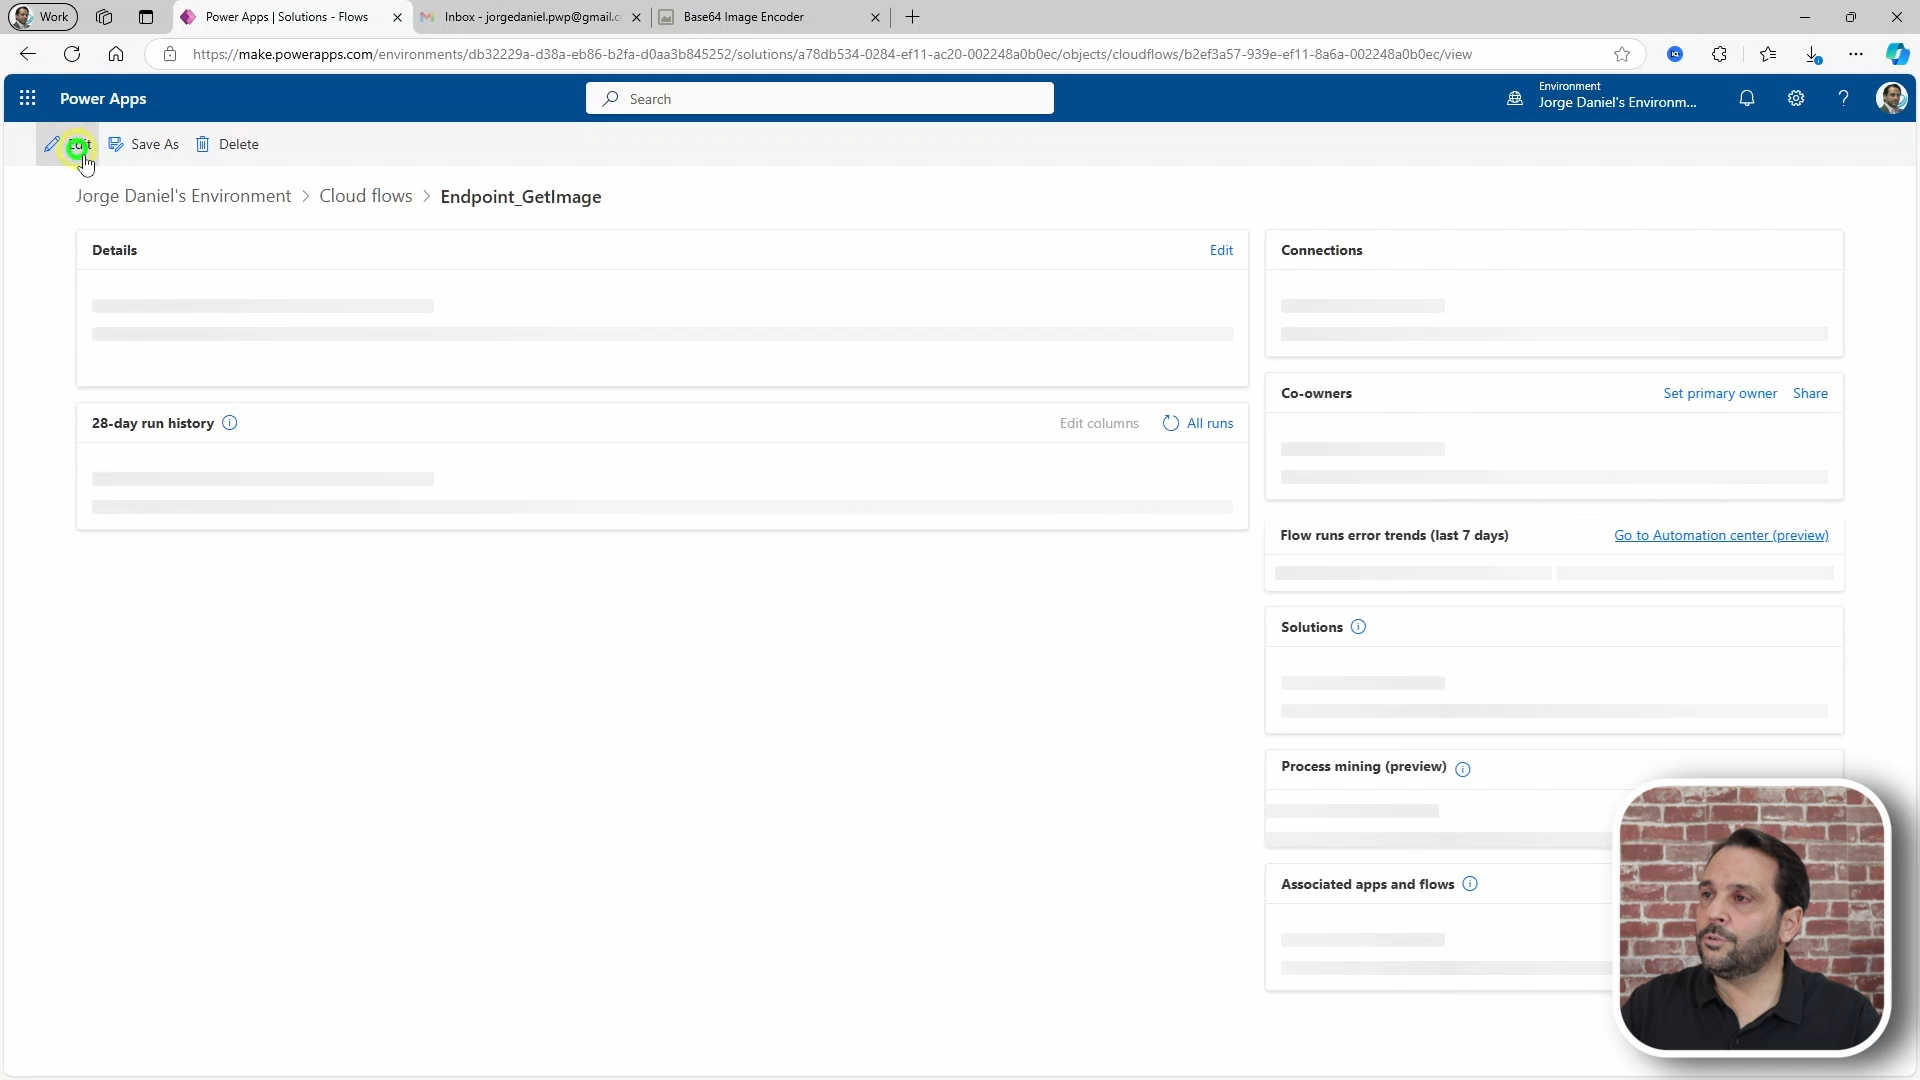 Work
Power Apps | Solutions - Flows
Inbox - jorgedaniel.pwp@gmail.c
Base64 Image Encoder
https://make.powerapps.com/environments/db32229a-d38a-eb86-b2fa-d0aa3b845252/solutions/a78db534-0284-ef11-ac20-002248a0b0ec/objects/cloudflows/b2ef3a57-939e-ef11-8a6a-002248a0b0ec/view
Power Apps
Search
Environment
Jorge Daniel's Environm...
Edit
Save As
Delete
Jorge Daniel's Environment > Cloud flows > Endpoint_GetImage
Details
Edit
28-day run history
Edit columns
All runs
Connections
Co-owners
Set primary owner
Share
Flow runs error trends (last 7 days)
Go to Automation center (preview)
Solutions
Process mining (preview)
Associated apps and flows